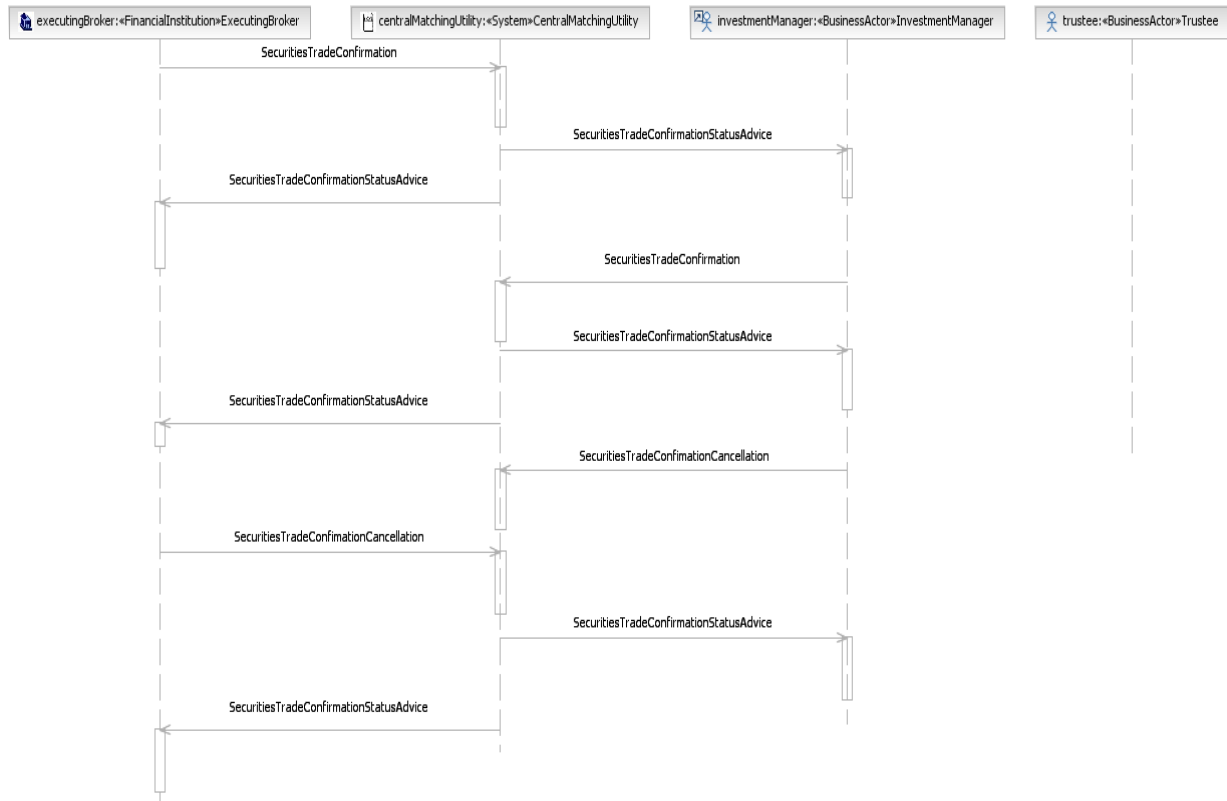 executingBroker:«FinancialInstitution»ExecutingBroker
centralMatchingUtility:«System»CentralMatchingUtility
investmentManager:«BusinessActor»InvestmentManager
trustee:«BusinessActor»Trustee
SecuritiesTradeConfirmation
SecuritiesTradeConfirmationStatusAdvice
SecuritiesTradeConfirmationStatusAdvice
SecuritiesTradeConfirmation
SecuritiesTradeConfirmationStatusAdvice
SecuritiesTradeConfirmationStatusAdvice
SecuritiesTradeConfimationCancellation
SecuritiesTradeConfimationCancellation
SecuritiesTradeConfirmationStatusAdvice
SecuritiesTradeConfirmationStatusAdvice